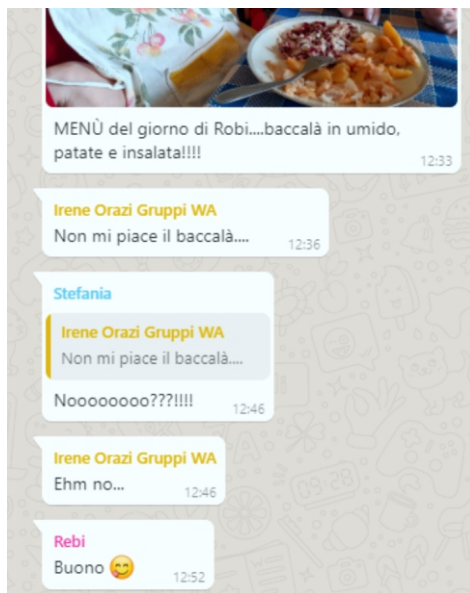 MENÙ del giorno di Robi....baccalà in umido,
patate e insalata!!!!
12:33
Irene Orazi Gruppi WA
Non mi piace il baccalà....
12:36
Stefania
Irene Orazi Gruppi WA
Non mi piace il baccalà....
Noooooooo???!!!!
12:46
Irene Orazi Gruppi WA
Ehm no...
12:46
Rebi
Buono 😋
12:52